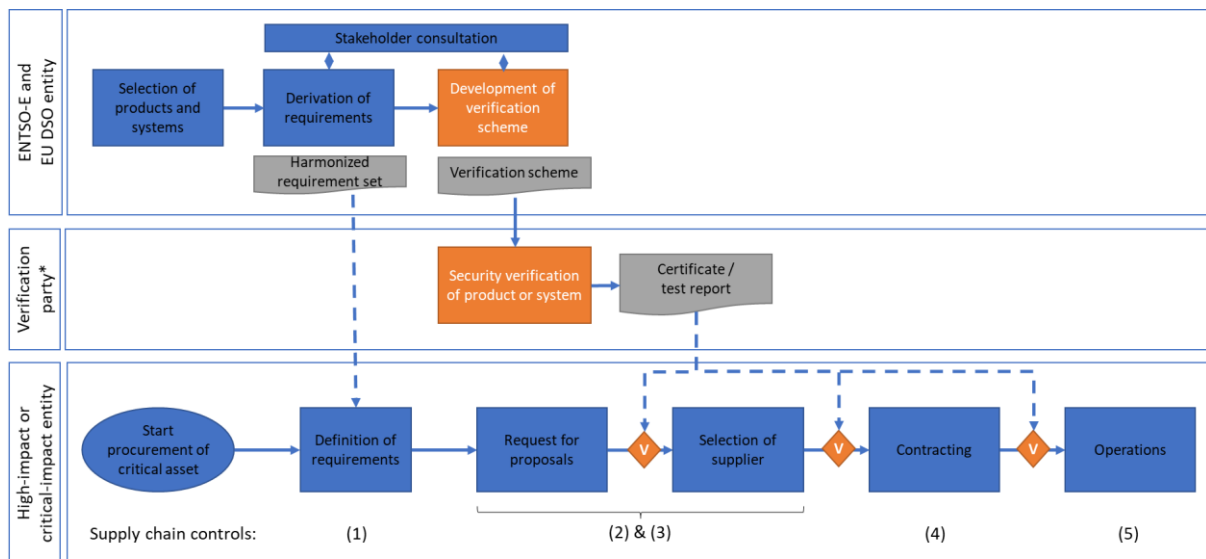 ENTSO-E and
EU DSO entity
Stakeholder consultation
Selection of
products and
systems
Derivation of
requirements
Development of
verification
scheme
Harmonized
requirement set
Verification scheme
Verification
party*
Security verification
of product or system
Certificate /
test report
High-impact or
critical-impact entity
Start
procurement of
critical asset
Definition of
requirements
Request for
proposals
V
Selection of
supplier
V
Contracting
V
Operations
Supply chain controls:
(1)
(2) & (3)
(4)
(5)